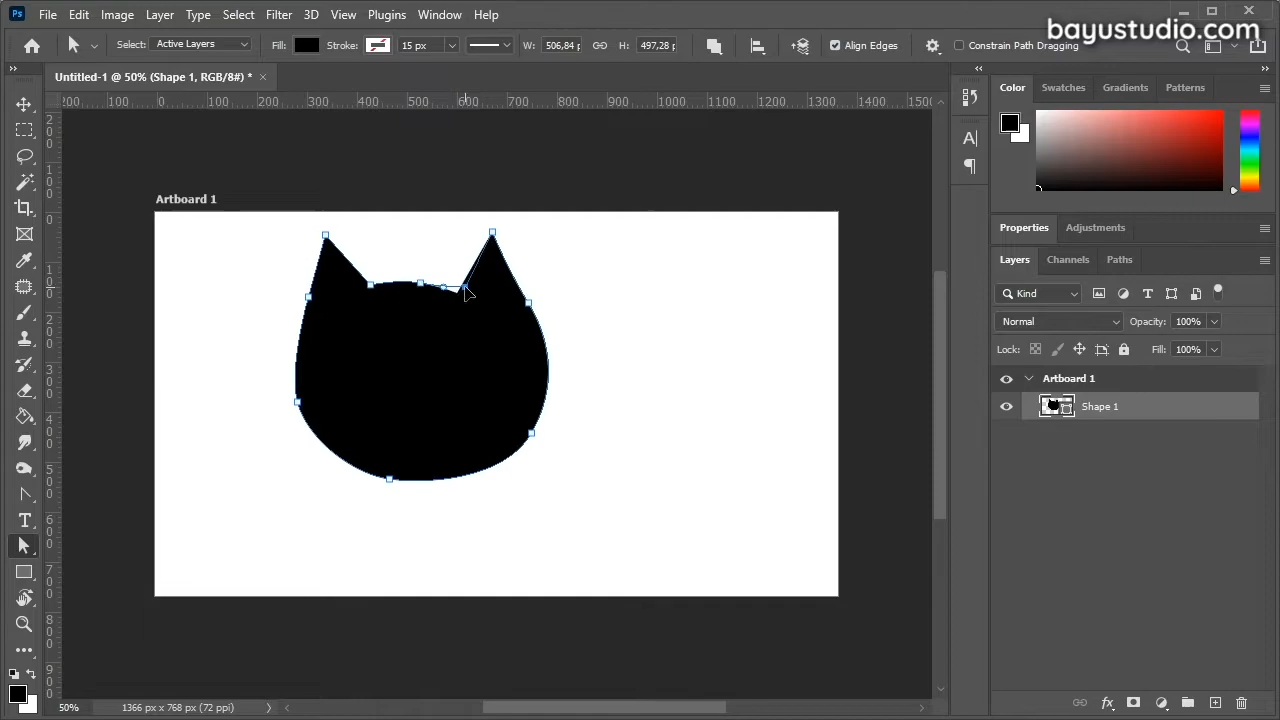 Ps File Edit Image Layer Type Select Filter 3D View Plugins Window Help
bayustudio.com
Select: Active Layers Fill: Stroke: 15 px W: 506,84 p H: 497,28 p Align Edges Constrain Path Dragging
Untitled-1 @ 50% (Shape 1, RGB/8#) * ×
200 100 0 100 200 300 400 500 600 700 800 900 1000 1100 1200 1300 1500
Color Swatches Gradients Patterns
Artboard 1
Properties Adjustments
Layers Channels Paths
Kind
Normal Opacity: 100%
Lock: Fill: 100%
Artboard 1
Shape 1
50% 1366 px x 768 px (72 ppi)